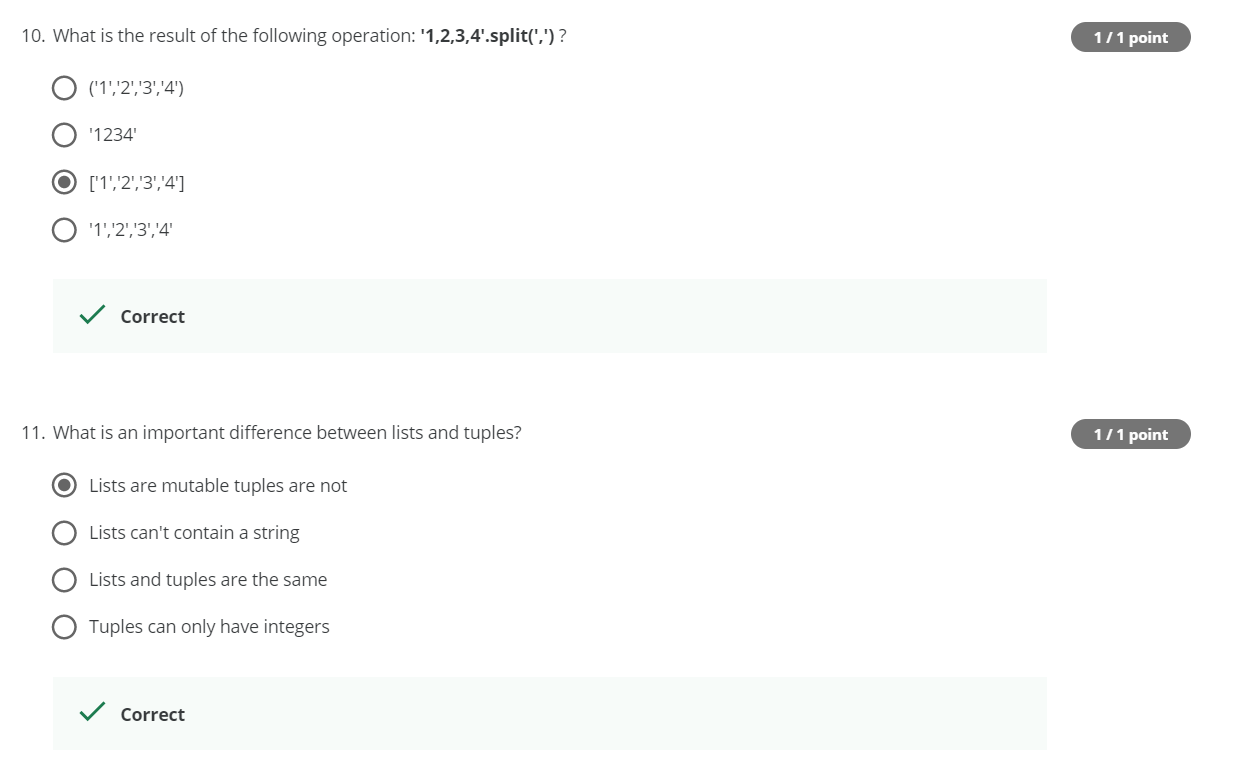 10. What is the result of the following operation: '1,2,3,4'.split(',') ?
1 / 1 point
('1','2','3','4')
'1234'
['1','2','3','4']
'1','2','3','4'
Correct
11. What is an important difference between lists and tuples?
1 / 1 point
Lists are mutable tuples are not
Lists can't contain a string
Lists and tuples are the same
Tuples can only have integers
Correct